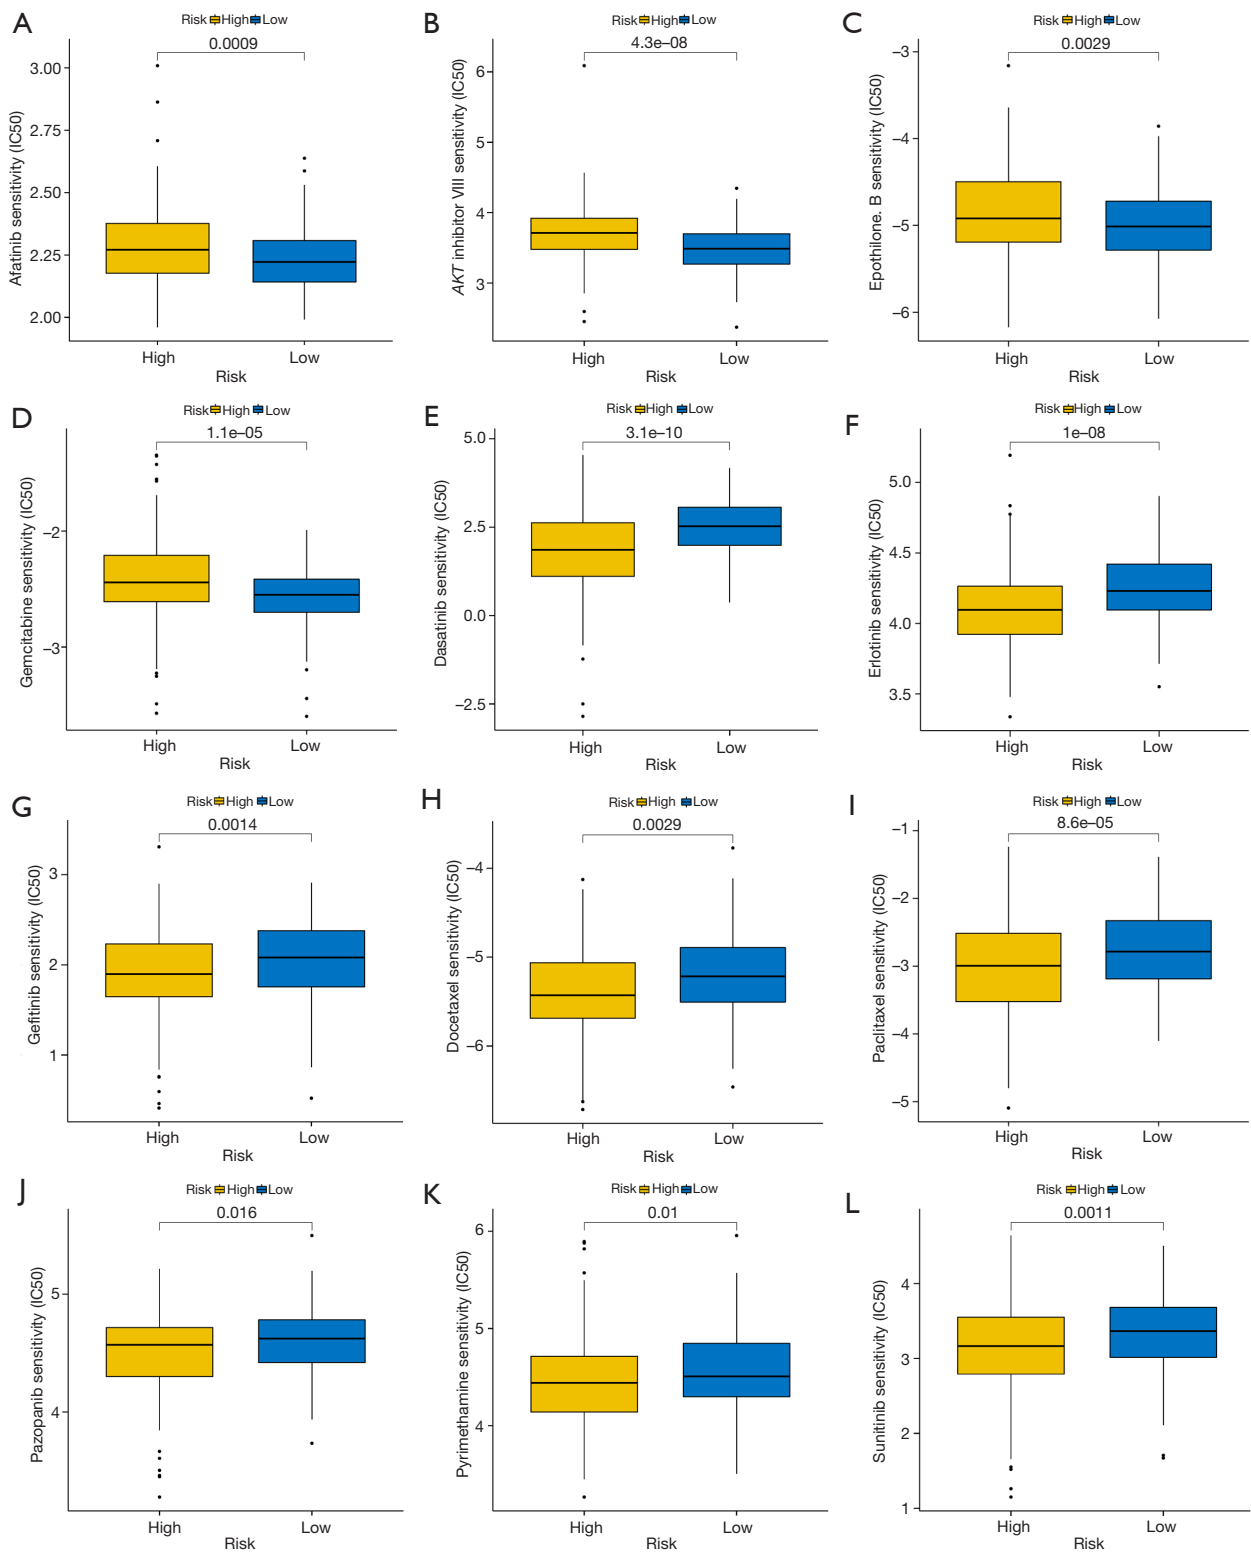 A
Risk High Low
0.0009
Afatinib sensitivity (IC50)
3.00
2.75
2.50
2.25
2.00
High Low
Risk
B
Risk High Low
4.3e–08
AKT inhibitor VIII sensitivity (IC50)
6
5
4
3
High Low
Risk
C
Risk High Low
0.0029
Epothilone. B sensitivity (IC50)
–3
–4
–5
–6
High Low
Risk
D
Risk High Low
1.1e–05
Gemcitabine sensitivity (IC50)
–2
–3
High Low
Risk
E
Risk High Low
3.1e–10
Dasatinib sensitivity (IC50)
5.0
2.5
0.0
–2.5
High Low
Risk
F
Risk High Low
1e–08
Erlotinib sensitivity (IC50)
5.0
4.5
4.0
3.5
High Low
Risk
G
Risk High Low
0.0014
Gefitinib sensitivity (IC50)
3
2
1
High Low
Risk
H
Risk High Low
0.0029
Docetaxel sensitivity (IC50)
–4
–5
–6
High Low
Risk
I
Risk High Low
8.6e–05
Paclitaxel sensitivity (IC50)
–1
–2
–3
–4
–5
High Low
Risk
J
Risk High Low
0.016
Pazopanib sensitivity (IC50)
5
4
High Low
Risk
K
Risk High Low
0.01
Pyrimethamine sensitivity (IC50)
6
5
4
High Low
Risk
L
Risk High Low
0.0011
Sunitinib sensitivity (IC50)
4
3
2
1
High Low
Risk